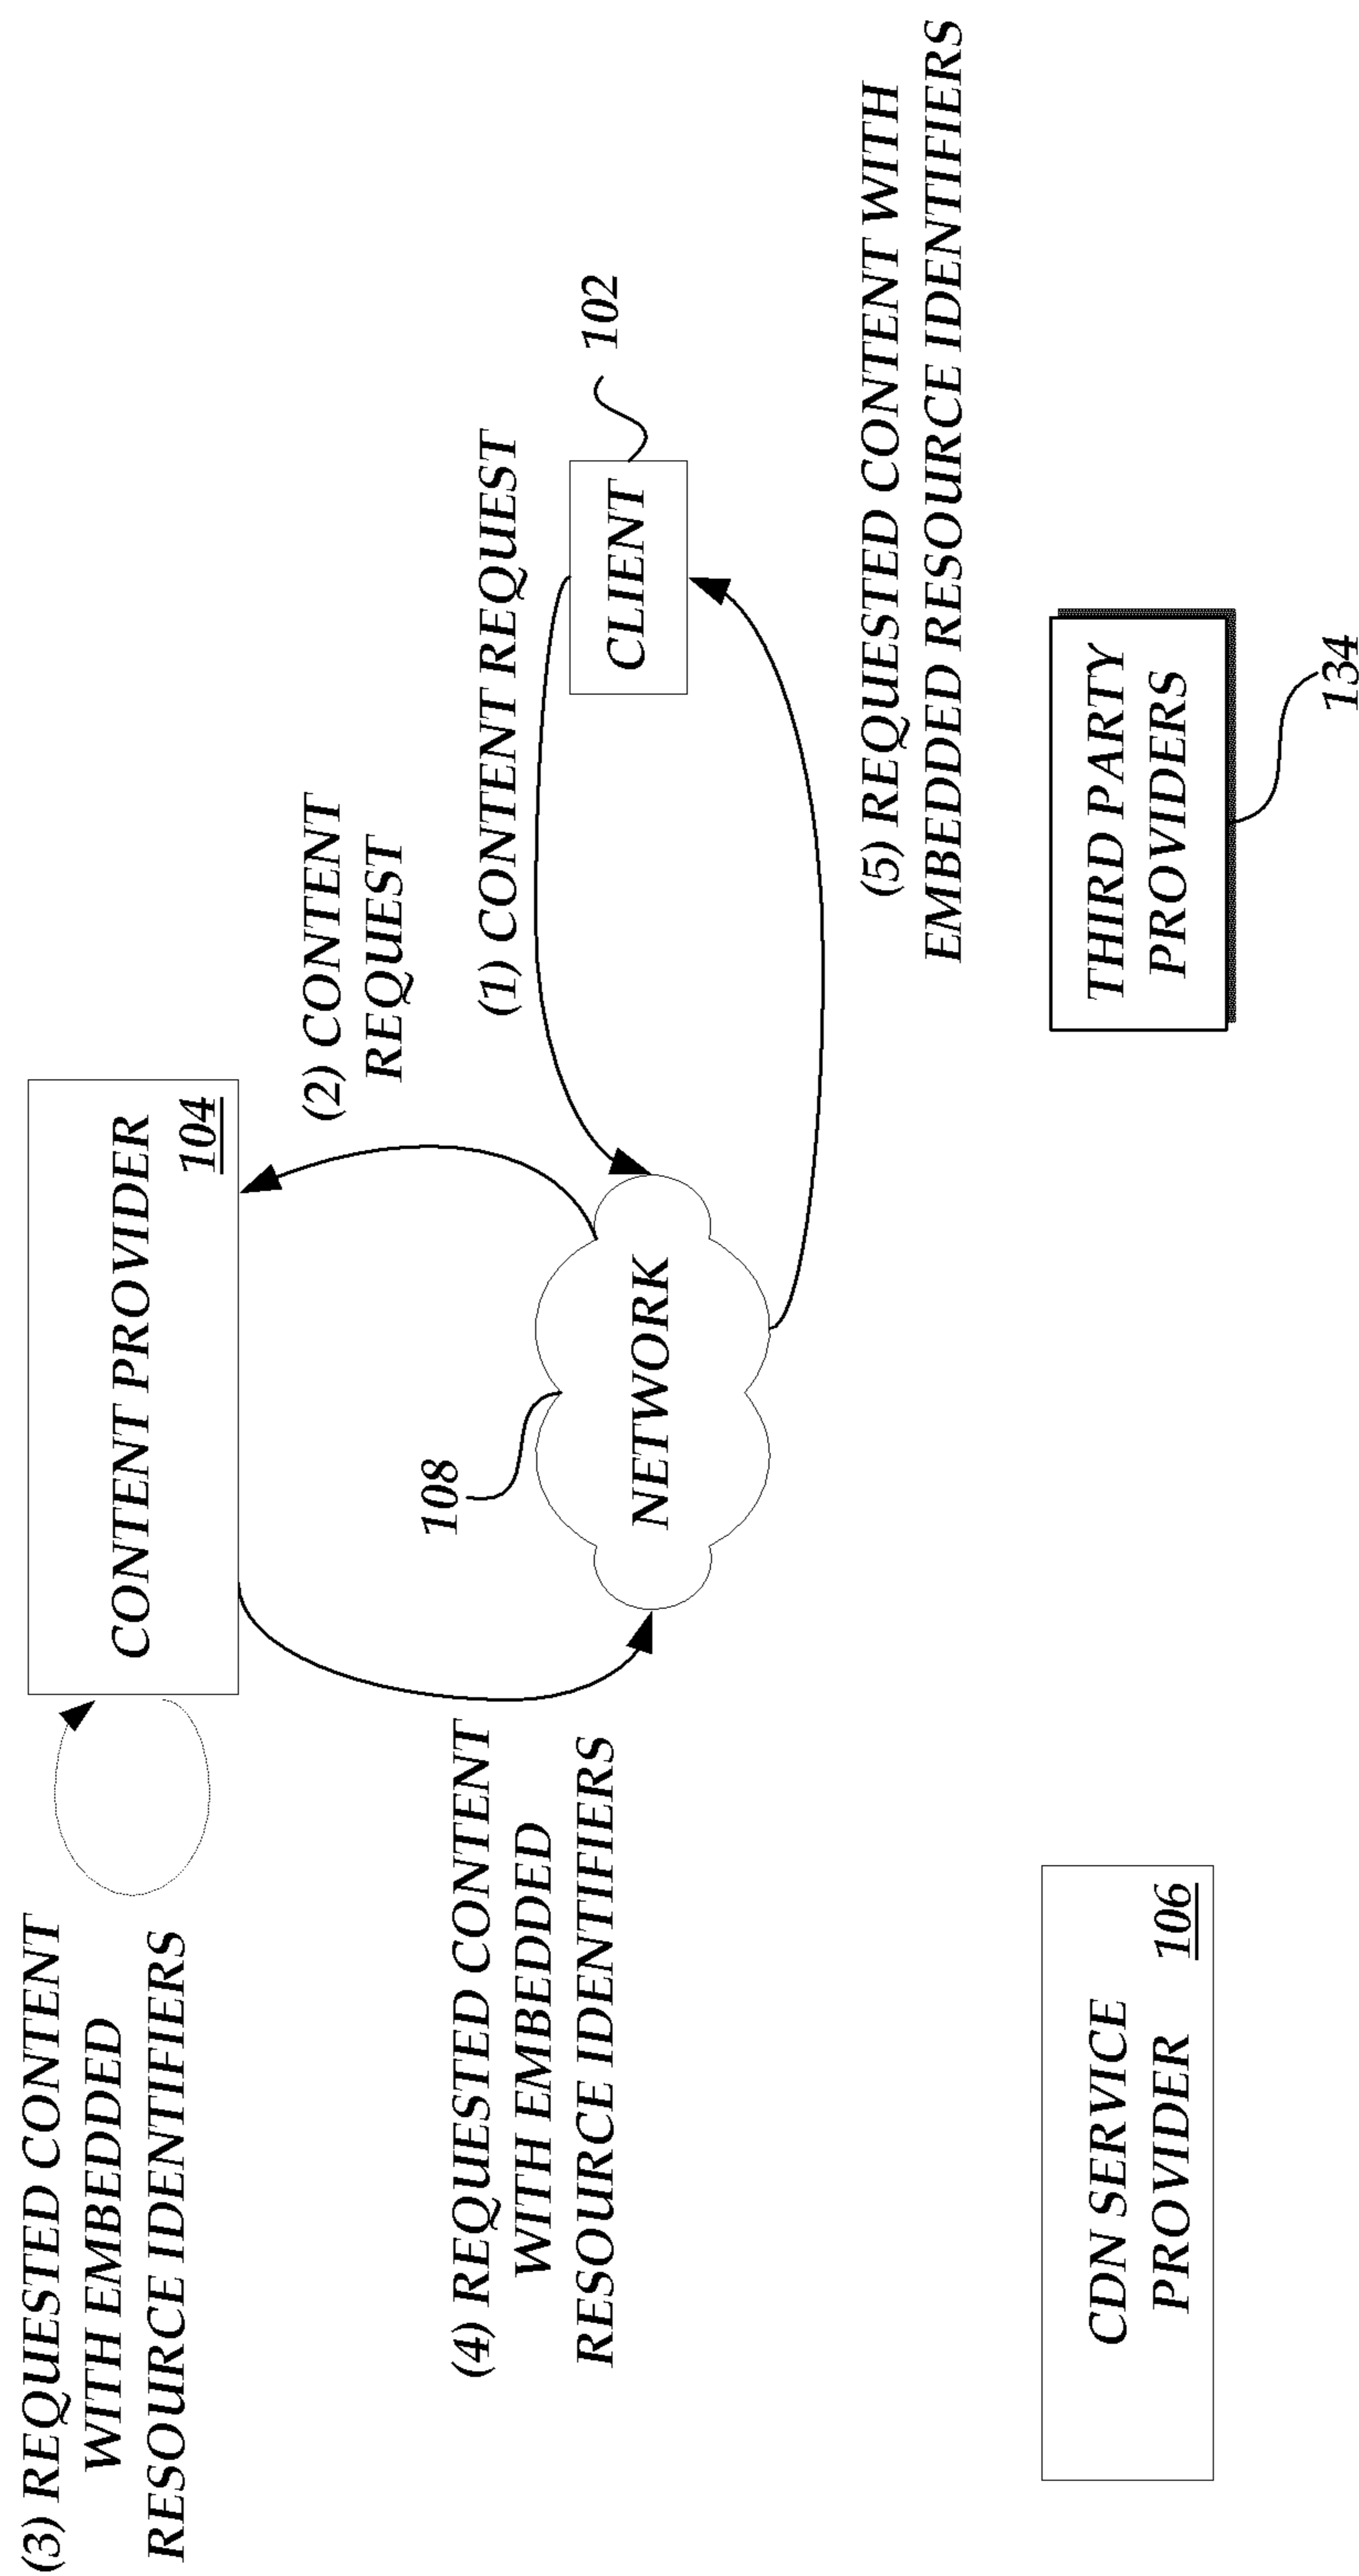 (3) REQUESTED CONTENT
WITH EMBEDDED
RESOURCE IDENTIFIERS
CONTENT PROVIDER
104
(2) CONTENT
REQUEST
(4) REQUESTED CONTENT
WITH EMBEDDED
RESOURCE IDENTIFIERS
108
NETWORK
(1) CONTENT REQUEST
CLIENT
102
(5) REQUESTED CONTENT WITH
EMBEDDED RESOURCE IDENTIFIERS
CDN SERVICE
PROVIDER
106
THIRD PARTY
PROVIDERS
134